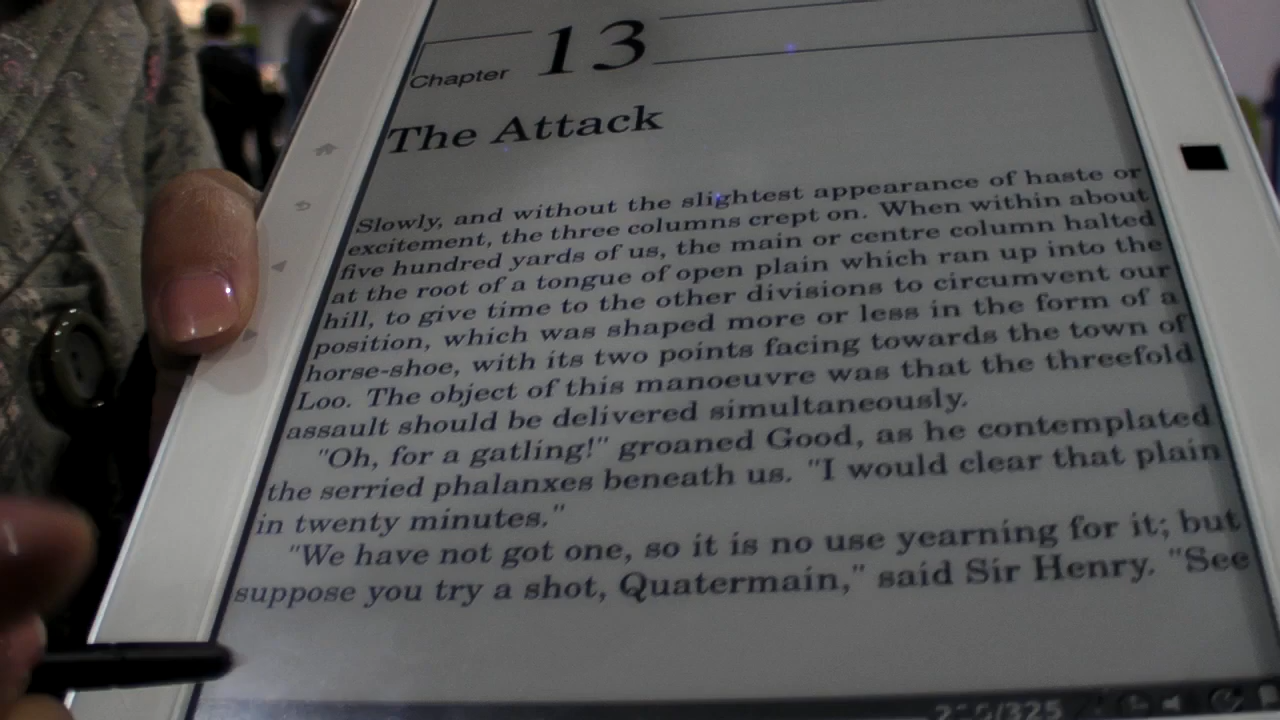 Chapter 13
The Attack
Slowly, and without the slightest appearance of haste or
excitement, the three columns crept on. When within about
five hundred yards of us, the main or centre column halted
at the root of a tongue of open plain which ran up into the
hill, to give time to the other divisions to circumvent our
position, which was shaped more or less in the form of a
horse-shoe, with its two points facing towards the town of
Loo. The object of this manoeuvre was that the threefold
assault should be delivered simultaneously.
"Oh, for a gatling!" groaned Good, as he contemplated
the serried phalanxes beneath us. "I would clear that plain
in twenty minutes."
"We have not got one, so it is no use yearning for it; but
suppose you try a shot, Quatermain," said Sir Henry. "See